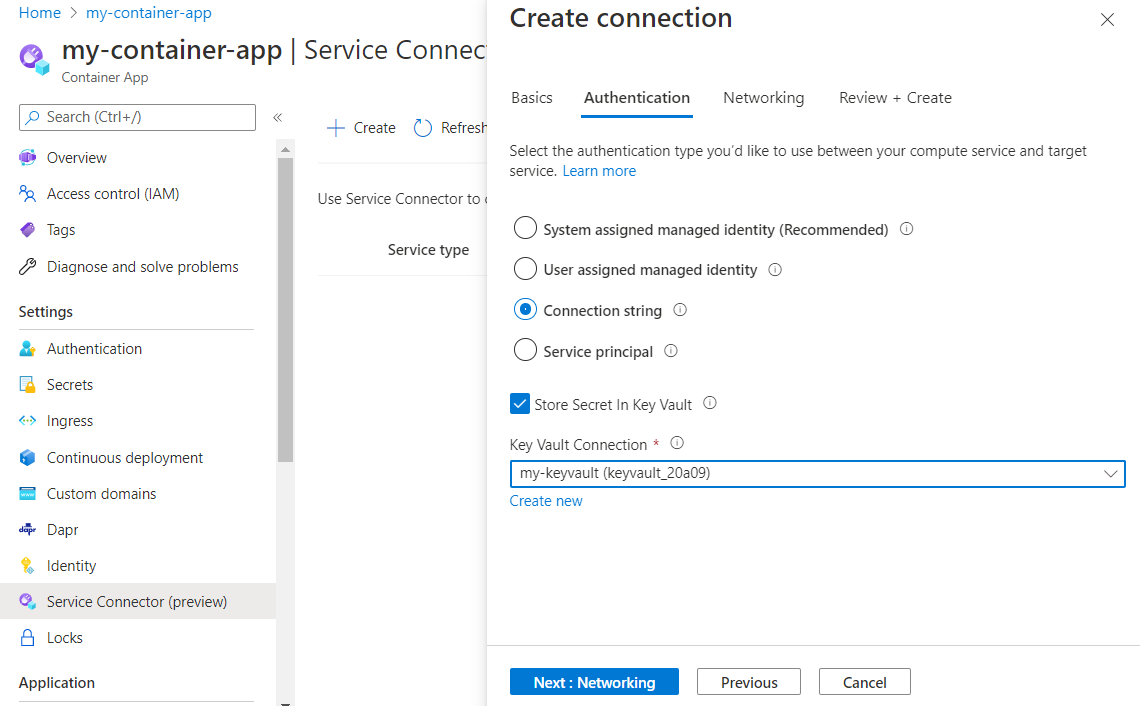 Home > my-container-app
my-container-app | Service Connect
Container App
Search (Ctrl+/)
«
Overview
Access control (IAM)
Tags
Diagnose and solve problems
Settings
Authentication
Secrets
Ingress
Continuous deployment
Custom domains
Dapr
Identity
Service Connector (preview)
Locks
Application
Create Refresh
Use Service Connector to c
Service type
Create connection
Basics Authentication Networking Review + Create
Select the authentication type you'd like to use between your compute service and target
service. Learn more
System assigned managed identity (Recommended)
User assigned managed identity
Connection string
Service principal
Store Secret In Key Vault
Key Vault Connection *
my-keyvault (keyvault_20a09)
Create new
Next : Networking Previous Cancel